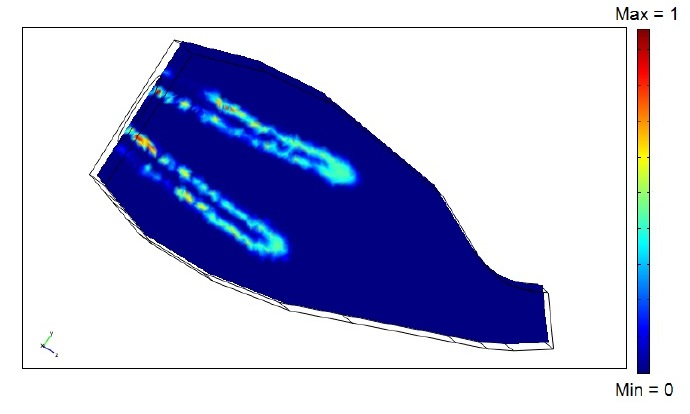 Max = 1
Min = 0
y
z